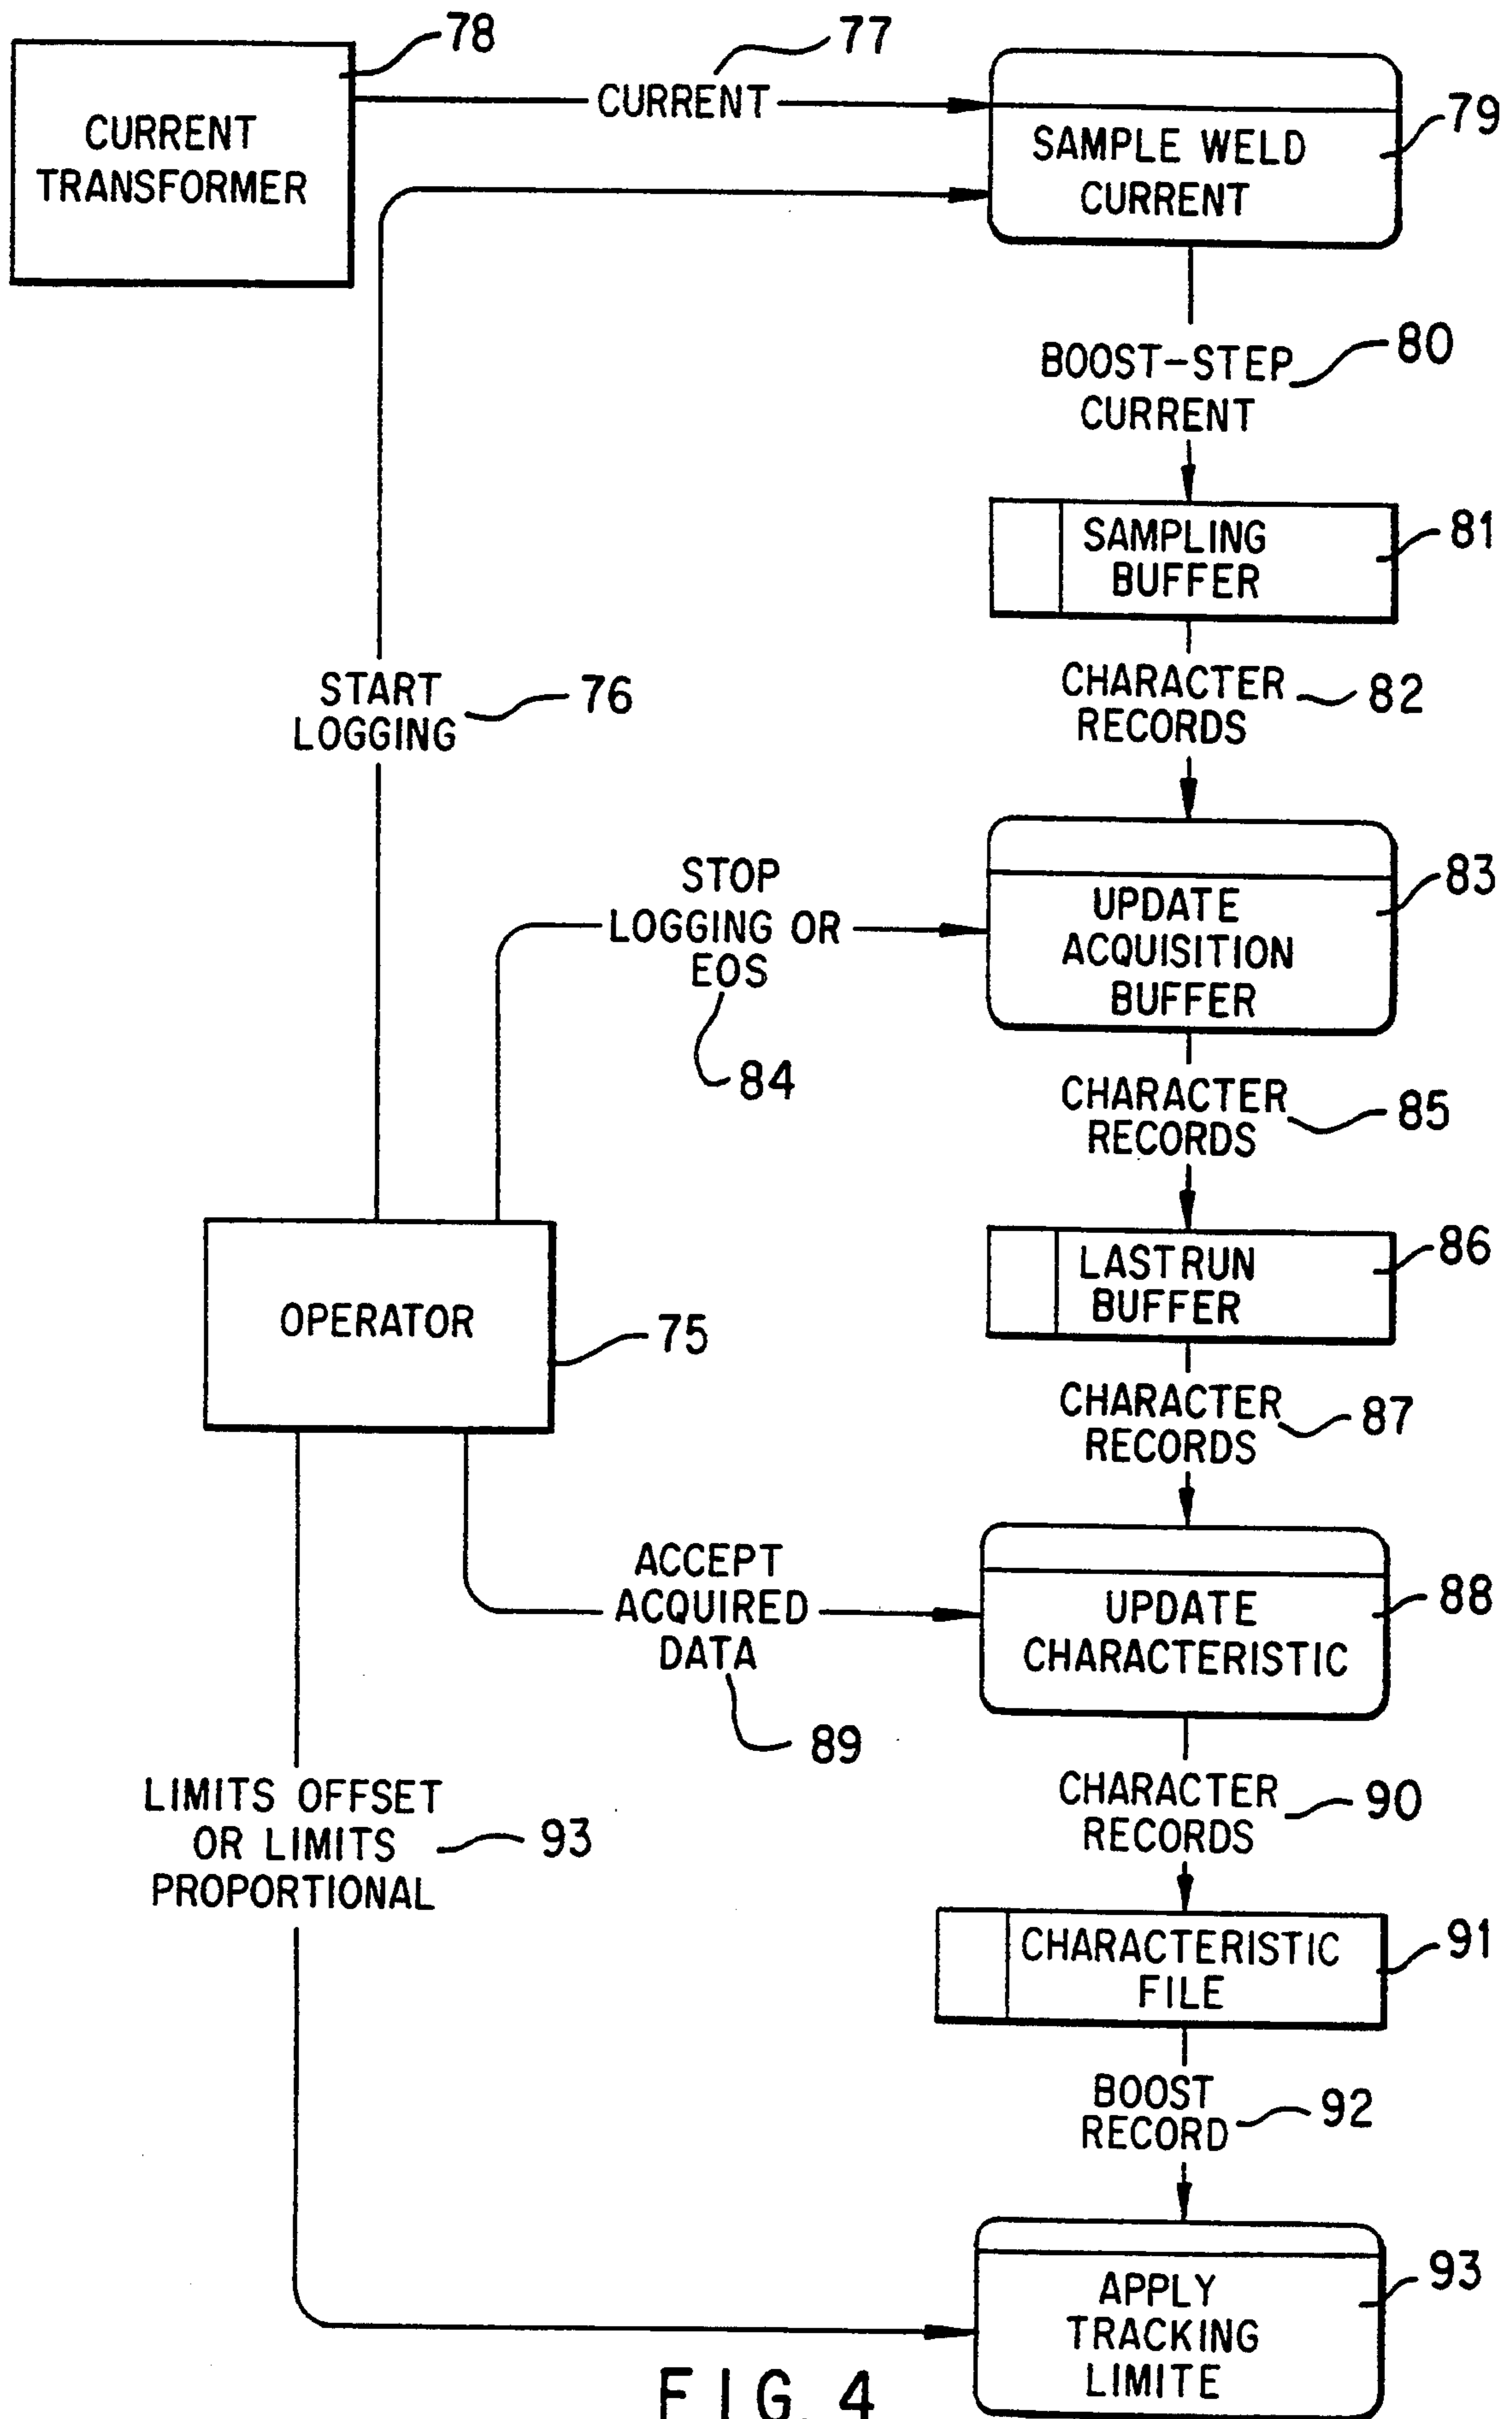 78
77
CURRENT
TRANSFORMER
CURRENT
79
SAMPLE WELD
CURRENT
80
BOOST-STEP
CURRENT
81
SAMPLING
BUFFER
START
LOGGING
76
CHARACTER
RECORDS
82
STOP
LOGGING OR
EOS
84
83
UPDATE
ACQUISITION
BUFFER
CHARACTER
RECORDS
85
OPERATOR
75
86
LASTRUN
BUFFER
CHARACTER
RECORDS
87
ACCEPT
ACQUIRED
DATA
89
88
UPDATE
CHARACTERISTIC
LIMITS OFFSET
OR LIMITS
PROPORTIONAL
93
CHARACTER
RECORDS
90
91
CHARACTERISTIC
FILE
BOOST
RECORD
92
93
APPLY
TRACKING
LIMITE
FIG. 4